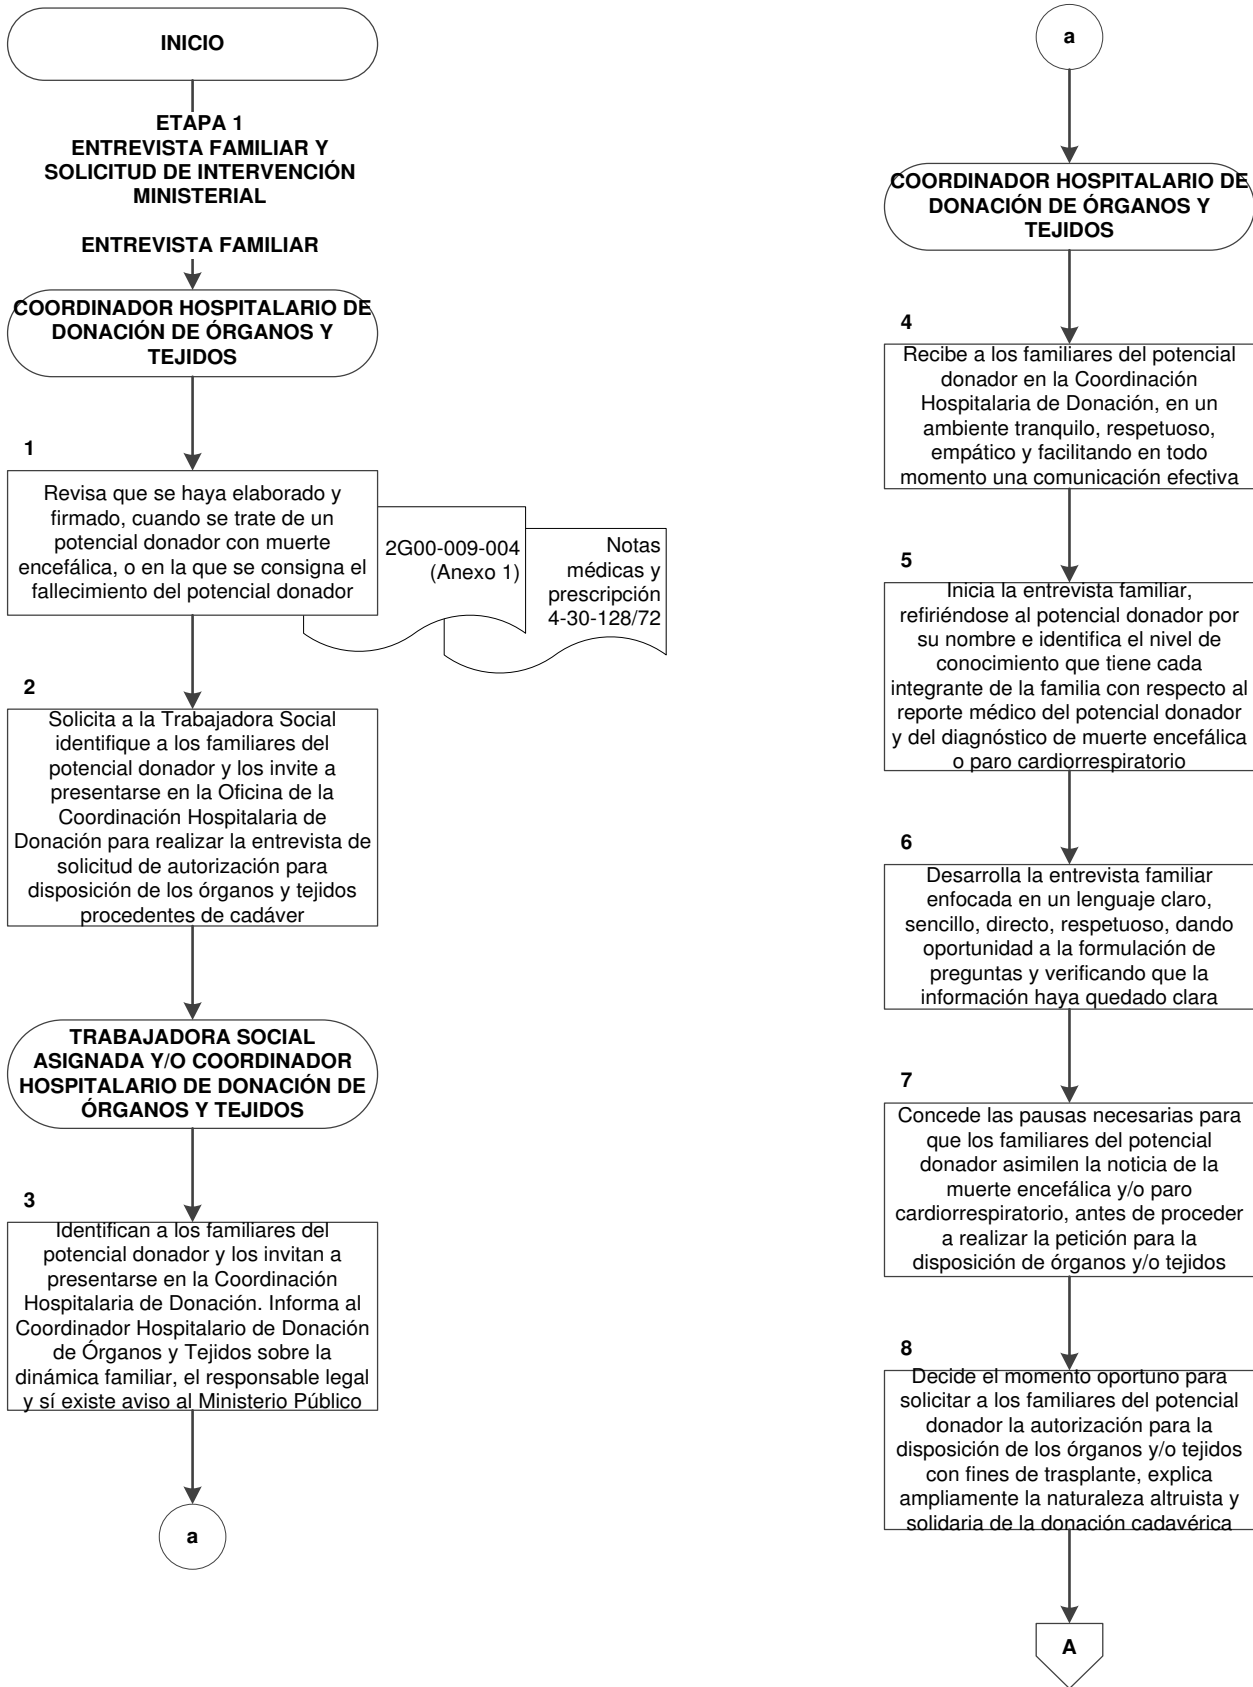 INICIO
ETAPA 1
ENTREVISTA FAMILIAR Y
SOLICITUD DE INTERVENCIÓN
MINISTERIAL
ENTREVISTA FAMILIAR
COORDINADOR HOSPITALARIO DE
DONACIÓN DE ÓRGANOS Y
TEJIDOS
1
Revisa que se haya elaborado y
firmado, cuando se trate de un
potencial donador con muerte
encefálica, o en la que se consigna el
fallecimiento del potencial donador
2G00-009-004
(Anexo 1)
Notas
médicas y
prescripción
4-30-128/72
2
Solicita a la Trabajadora Social
identifique a los familiares del
potencial donador y los invite a
presentarse en la Oficina de la
Coordinación Hospitalaria de
Donación para realizar la entrevista de
solicitud de autorización para
disposición de los órganos y tejidos
procedentes de cadáver
TRABAJADORA SOCIAL
ASIGNADA Y/O COORDINADOR
HOSPITALARIO DE DONACIÓN DE
ÓRGANOS Y TEJIDOS
3
Identifican a los familiares del
potencial donador y los invitan a
presentarse en la Coordinación
Hospitalaria de Donación. Informa al
Coordinador Hospitalario de Donación
de Órganos y Tejidos sobre la
dinámica familiar, el responsable legal
y sí existe aviso al Ministerio Público
a
a
COORDINADOR HOSPITALARIO DE
DONACIÓN DE ÓRGANOS Y
TEJIDOS
4
Recibe a los familiares del potencial
donador en la Coordinación
Hospitalaria de Donación, en un
ambiente tranquilo, respetuoso,
empático y facilitando en todo
momento una comunicación efectiva
5
Inicia la entrevista familiar,
refiriéndose al potencial donador por
su nombre e identifica el nivel de
conocimiento que tiene cada
integrante de la familia con respecto al
reporte médico del potencial donador
y del diagnóstico de muerte encefálica
o paro cardiorrespiratorio
6
Desarrolla la entrevista familiar
enfocada en un lenguaje claro,
sencillo, directo, respetuoso, dando
oportunidad a la formulación de
preguntas y verificando que la
información haya quedado clara
7
Concede las pausas necesarias para
que los familiares del potencial
donador asimilen la noticia de la
muerte encefálica y/o paro
cardiorrespiratorio, antes de proceder
a realizar la petición para la
disposición de órganos y/o tejidos
8
Decide el momento oportuno para
solicitar a los familiares del potencial
donador la autorización para la
disposición de los órganos y/o tejidos
con fines de trasplante, explica
ampliamente la naturaleza altruista y
solidaria de la donación cadavérica
A